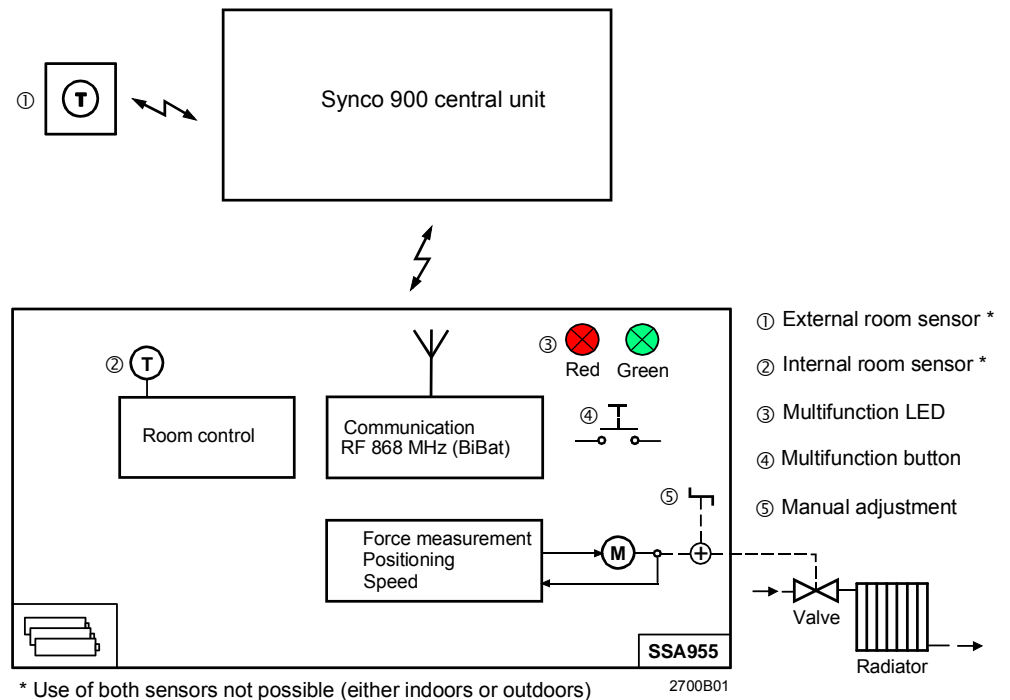 ① T
Synco 900 central unit
② T
Room control
Communication
RF 868 MHz (BiBat)
③
Red Green
④
⑤
Force measurement
Positioning
Speed
M
SSA955
① External room sensor *
② Internal room sensor *
③ Multifunction LED
④ Multifunction button
⑤ Manual adjustment
Valve
Radiator
* Use of both sensors not possible (either indoors or outdoors)
2700B01